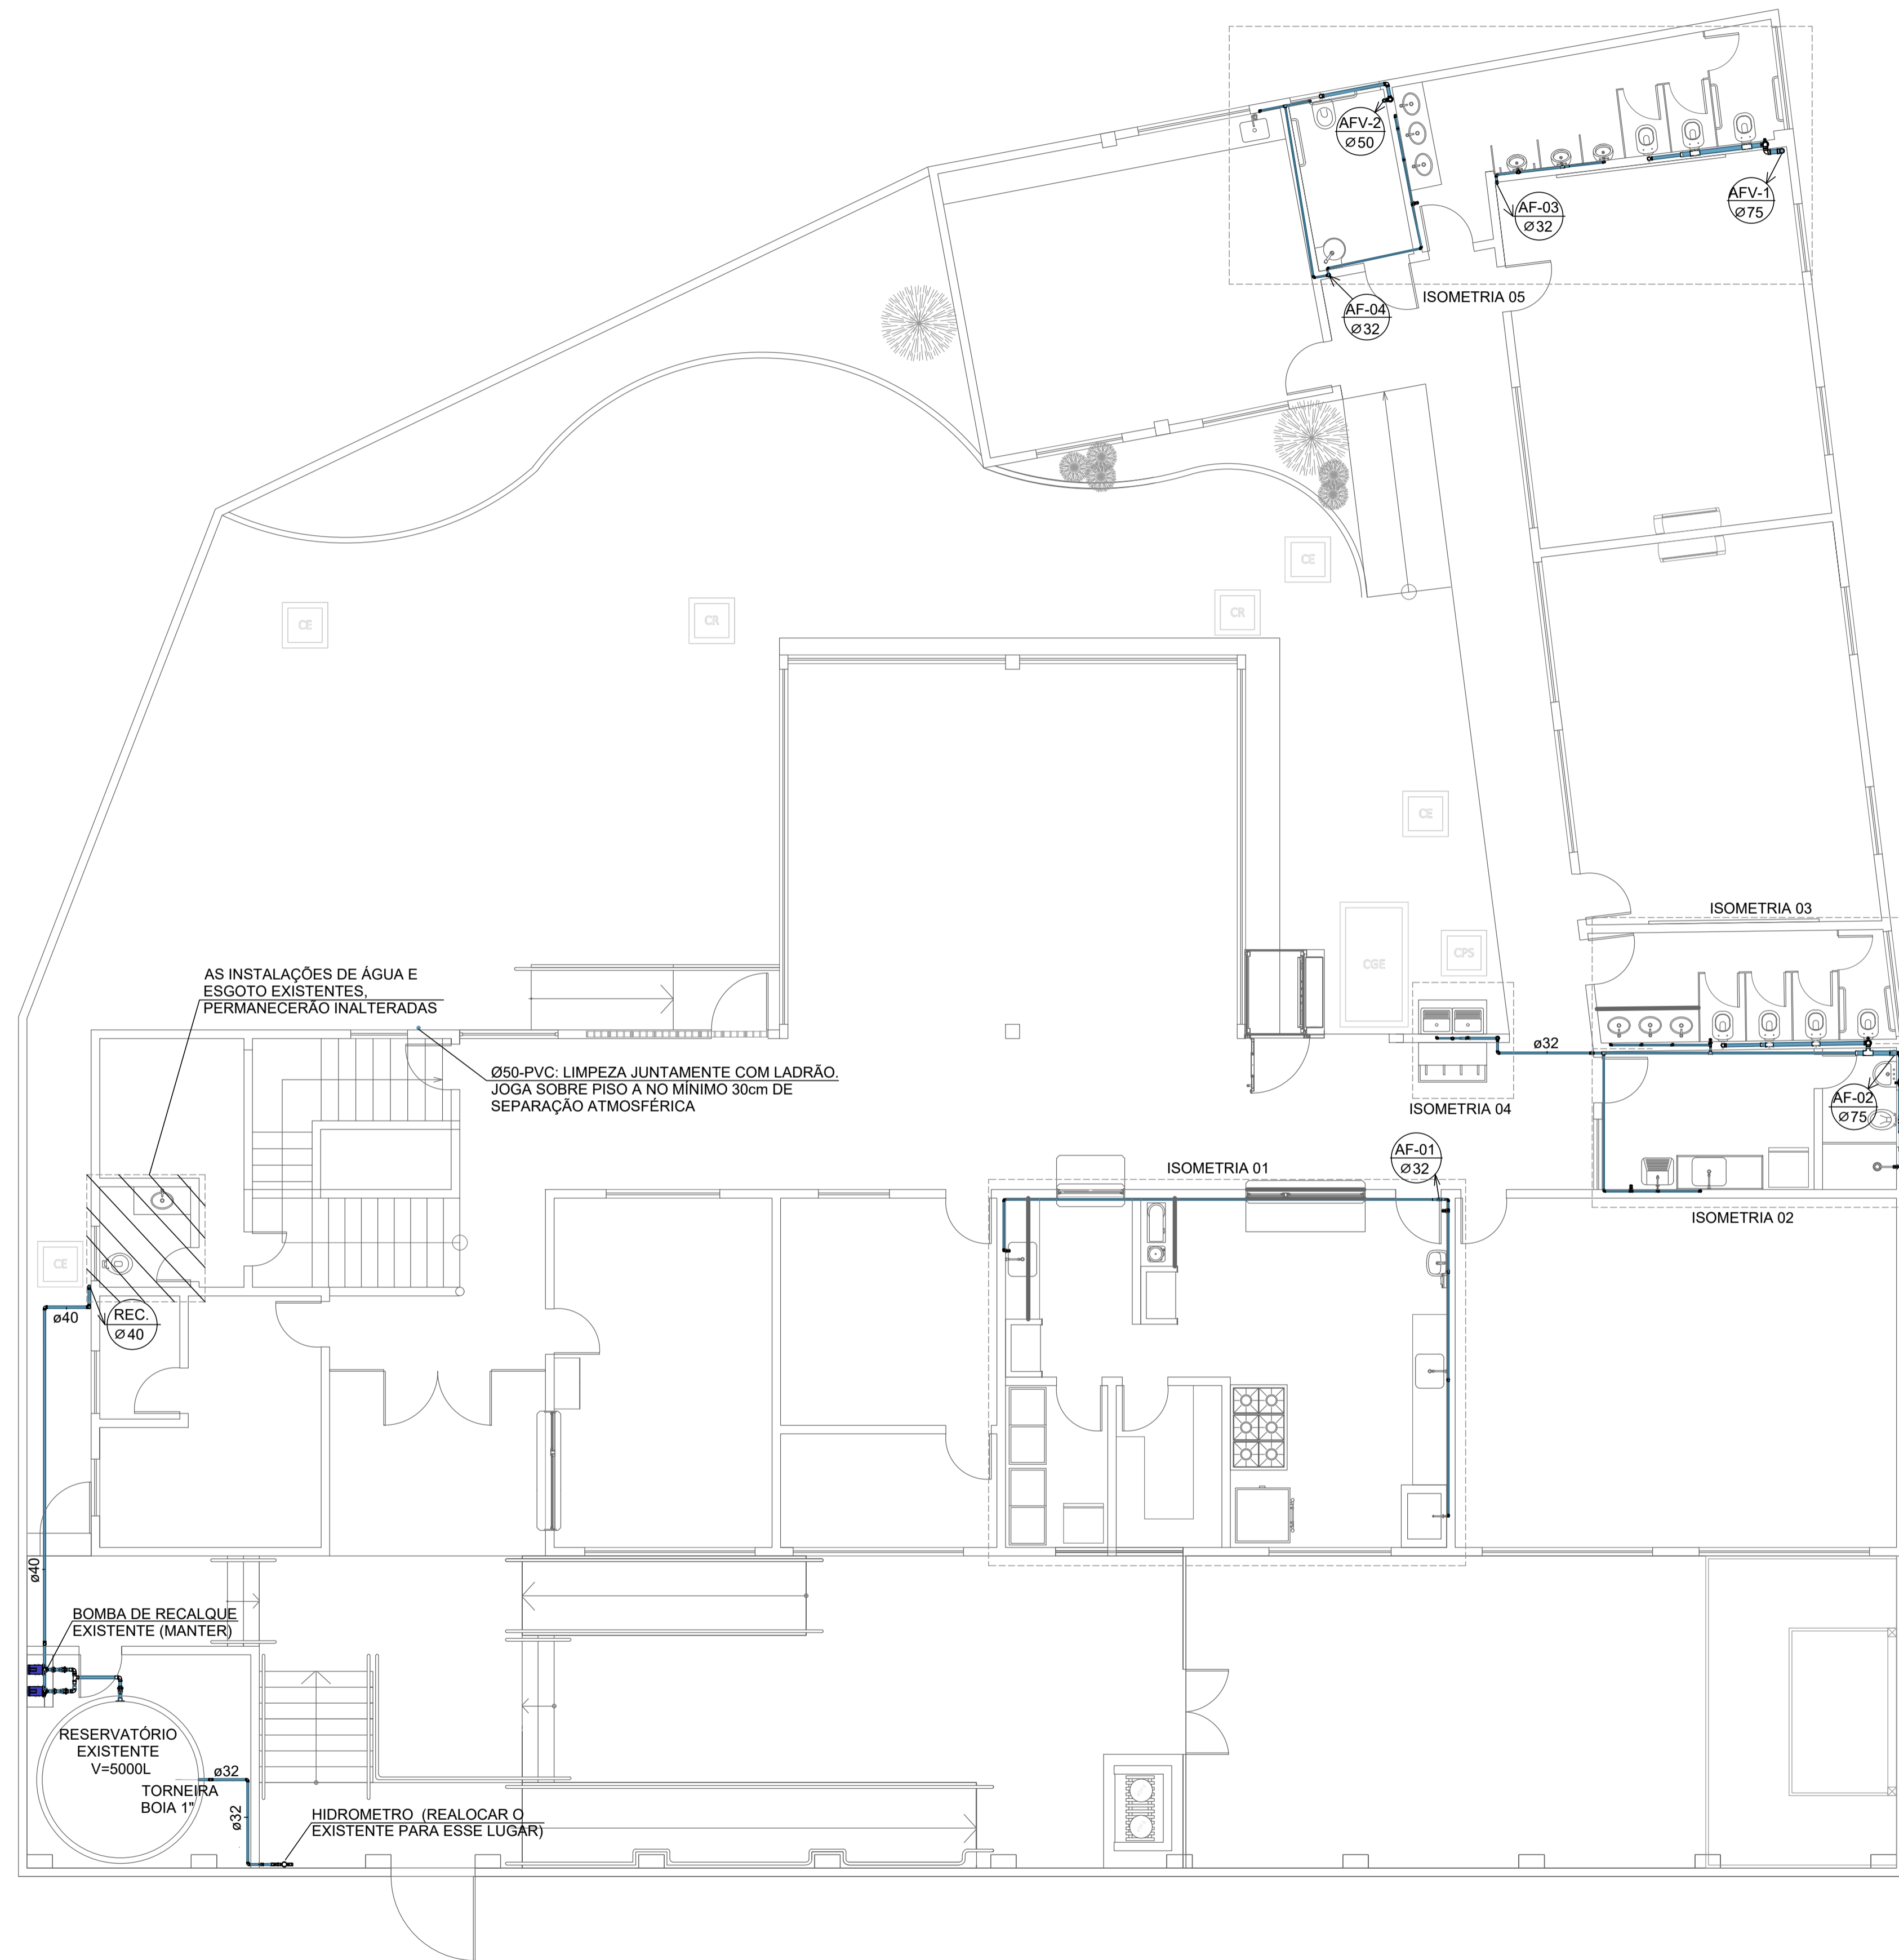 AFV-2
Ø50
AFV-1
Ø75
AF-03
Ø32
ISOMETRIA 05
AF-04
Ø32
CE
CR
CR
CE
CE
ISOMETRIA 03
CGE
CPS
AS INSTALAÇÕES DE ÁGUA E
ESGOTO EXISTENTES,
PERMANECERÃO INALTERADAS
ø32
Ø50-PVC: LIMPEZA JUNTAMENTE COM LADRÃO.
JOGA SOBRE PISO A NO MÍNIMO 30cm DE
SEPARAÇÃO ATMOSFÉRICA
ISOMETRIA 04
AF-02
Ø75
AF-01
Ø32
ISOMETRIA 01
ISOMETRIA 02
CE
ø40
REC.
Ø40
ø40
BOMBA DE RECALQUE
EXISTENTE (MANTER)
RESERVATÓRIO
EXISTENTE
V=5000L
ø32
TORNEIRA
BOIA 1"
ø32
HIDROMETRO (REALOCAR O
EXISTENTE PARA ESSE LUGAR)